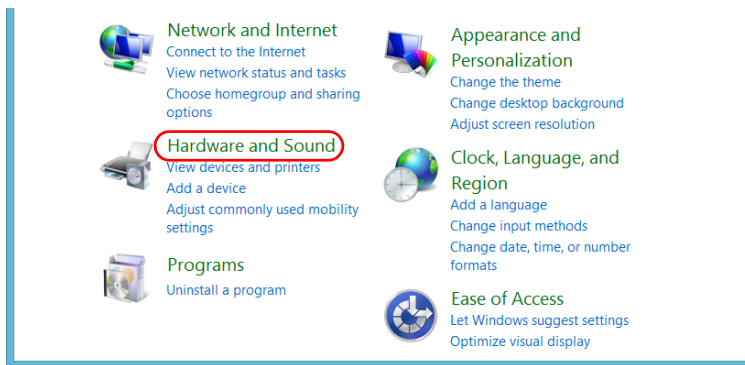 Network and Internet
Connect to the Internet
View network status and tasks
Choose homegroup and sharing
options
Hardware and Sound
View devices and printers
Add a device
Adjust commonly used mobility
settings
Programs
Uninstall a program
Appearance and
Personalization
Change the theme
Change desktop background
Adjust screen resolution
Clock, Language, and
Region
Add a language
Change input methods
Change date, time, or number
formats
Ease of Access
Let Windows suggest settings
Optimize visual display